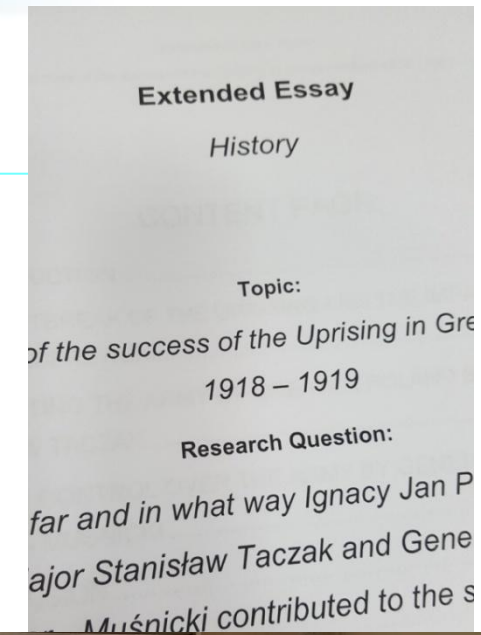 Extended Essay
History
Topic:
of the success of the Uprising in Gre
1918 – 1919
Research Question:
far and in what way Ignacy Jan P
ajor Stanisław Taczak and Gene
Muśnicki contributed to the s